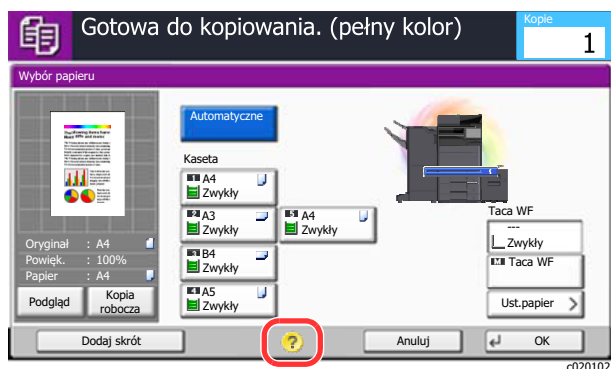 Gotowa do kopiowania. (pełny kolor)
Kopie
1
Wybór papieru
Automatyczne
Kaseta
1 A4
Zwykły
2 A3
Zwykły
5 A4
Zwykły
3 B4
Zwykły
4 A5
Zwykły
Taca WF
---
Zwykły
M Taca WF
Ust.papier
Oryginał : A4
Powięk. : 100%
Papier : A4
Podgląd
Kopia
robocza
Dodaj skrót
?
Anuluj
OK
c020102